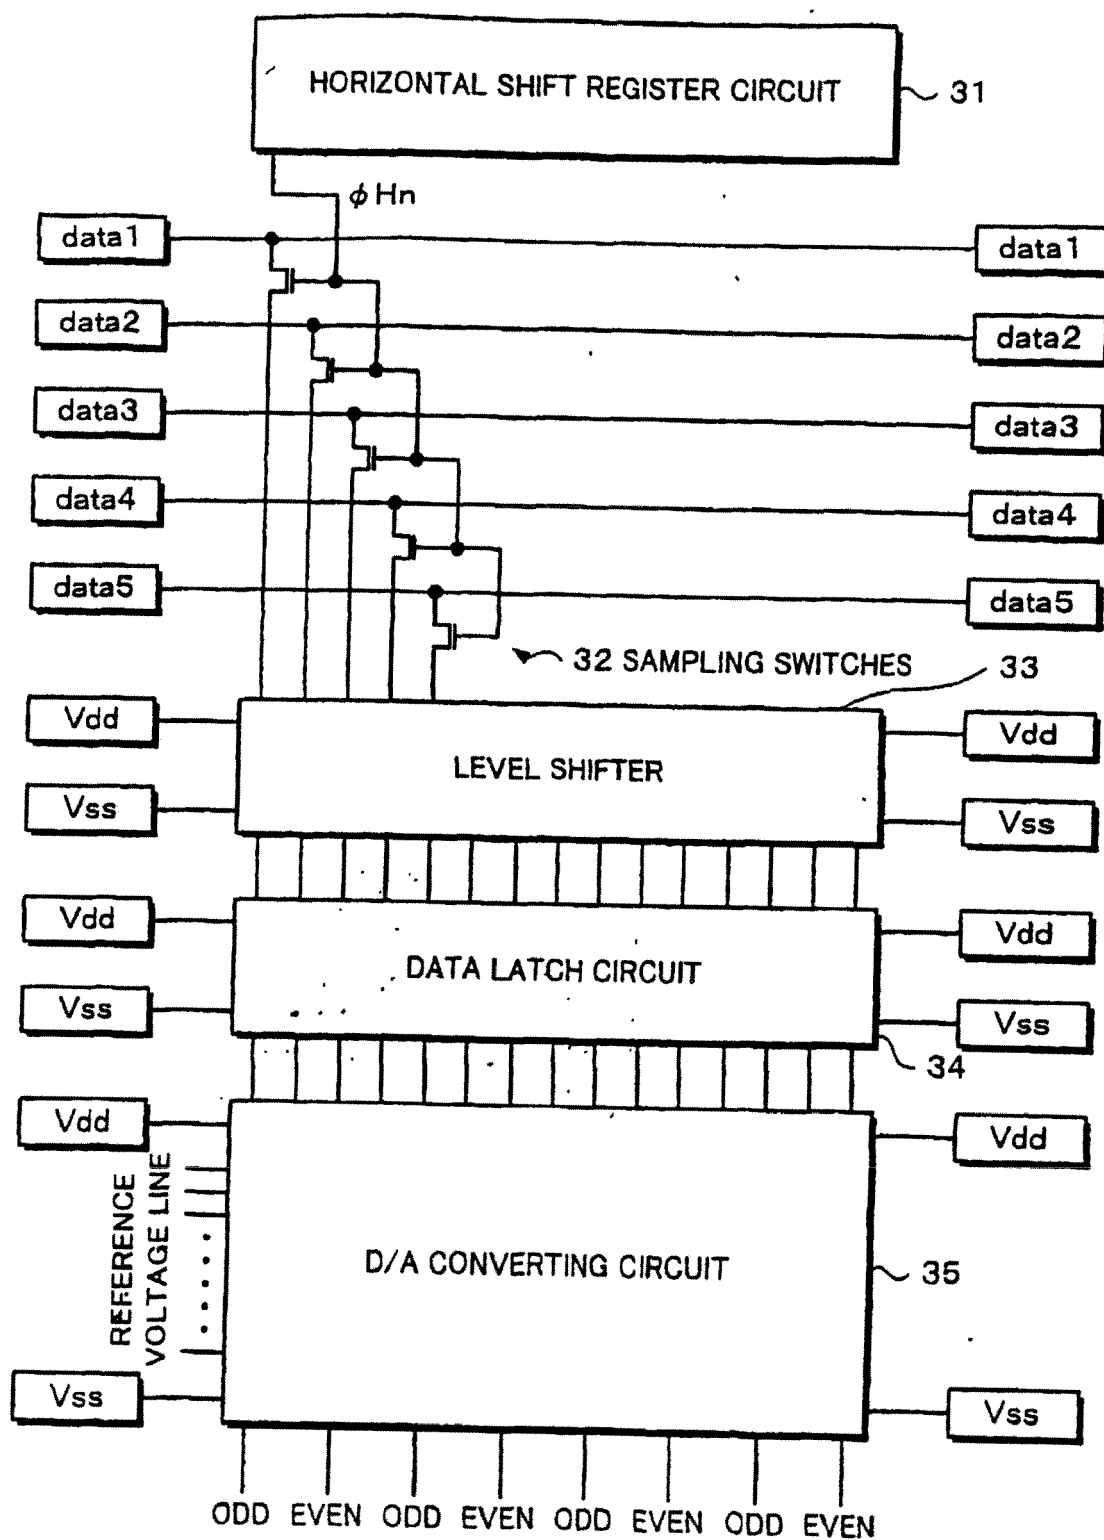 HORIZONTAL SHIFT REGISTER CIRCUIT
31
φHn
data1
data1
data2
data2
data3
data3
data4
data4
data5
data5
32 SAMPLING SWITCHES
33
Vdd
Vdd
LEVEL SHIFTER
Vss
Vss
Vdd
Vdd
DATA LATCH CIRCUIT
Vss
Vss
34
Vdd
Vdd
REFERENCE
VOLTAGE LINE
D/A CONVERTING CIRCUIT
35
Vss
Vss
ODD EVEN ODD EVEN ODD EVEN ODD EVEN